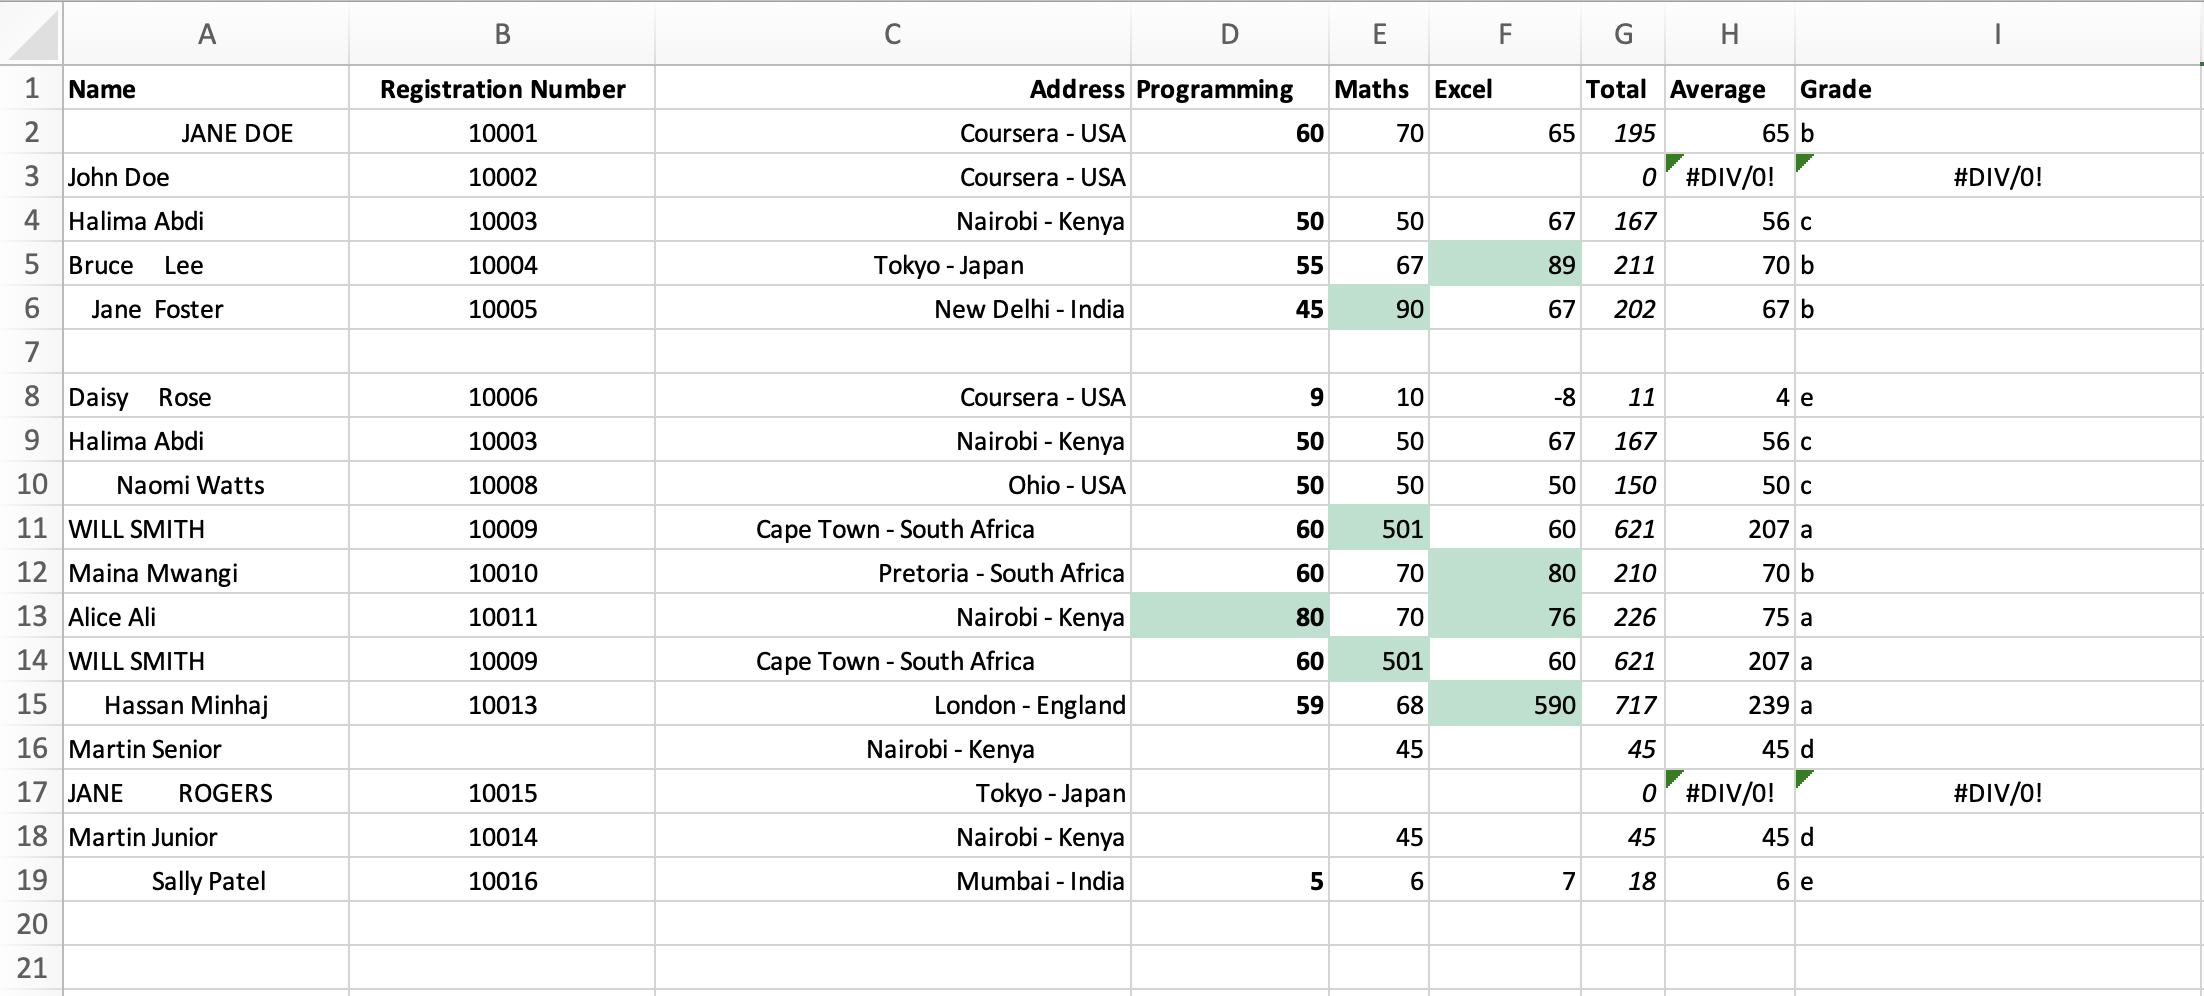 A B C D E F G H I
1 Name Registration Number Address Programming Maths Excel Total Average Grade
2 JANE DOE 10001 Coursera - USA 60 70 65 195 65 b
3 John Doe 10002 Coursera - USA 0 #DIV/0! #DIV/0!
4 Halima Abdi 10003 Nairobi - Kenya 50 50 67 167 56 c
5 Bruce Lee 10004 Tokyo - Japan 55 67 89 211 70 b
6 Jane Foster 10005 New Delhi - India 45 90 67 202 67 b
7
8 Daisy Rose 10006 Coursera - USA 9 10 -8 11 4 e
9 Halima Abdi 10003 Nairobi - Kenya 50 50 67 167 56 c
10 Naomi Watts 10008 Ohio - USA 50 50 50 150 50 c
11 WILL SMITH 10009 Cape Town - South Africa 60 501 60 621 207 a
12 Maina Mwangi 10010 Pretoria - South Africa 60 70 80 210 70 b
13 Alice Ali 10011 Nairobi - Kenya 80 70 76 226 75 a
14 WILL SMITH 10009 Cape Town - South Africa 60 501 60 621 207 a
15 Hassan Minhaj 10013 London - England 59 68 590 717 239 a
16 Martin Senior Nairobi - Kenya 45 45 45 d
17 JANE ROGERS 10015 Tokyo - Japan 0 #DIV/0! #DIV/0!
18 Martin Junior 10014 Nairobi - Kenya 45 45 45 d
19 Sally Patel 10016 Mumbai - India 5 6 7 18 6 e
20
21